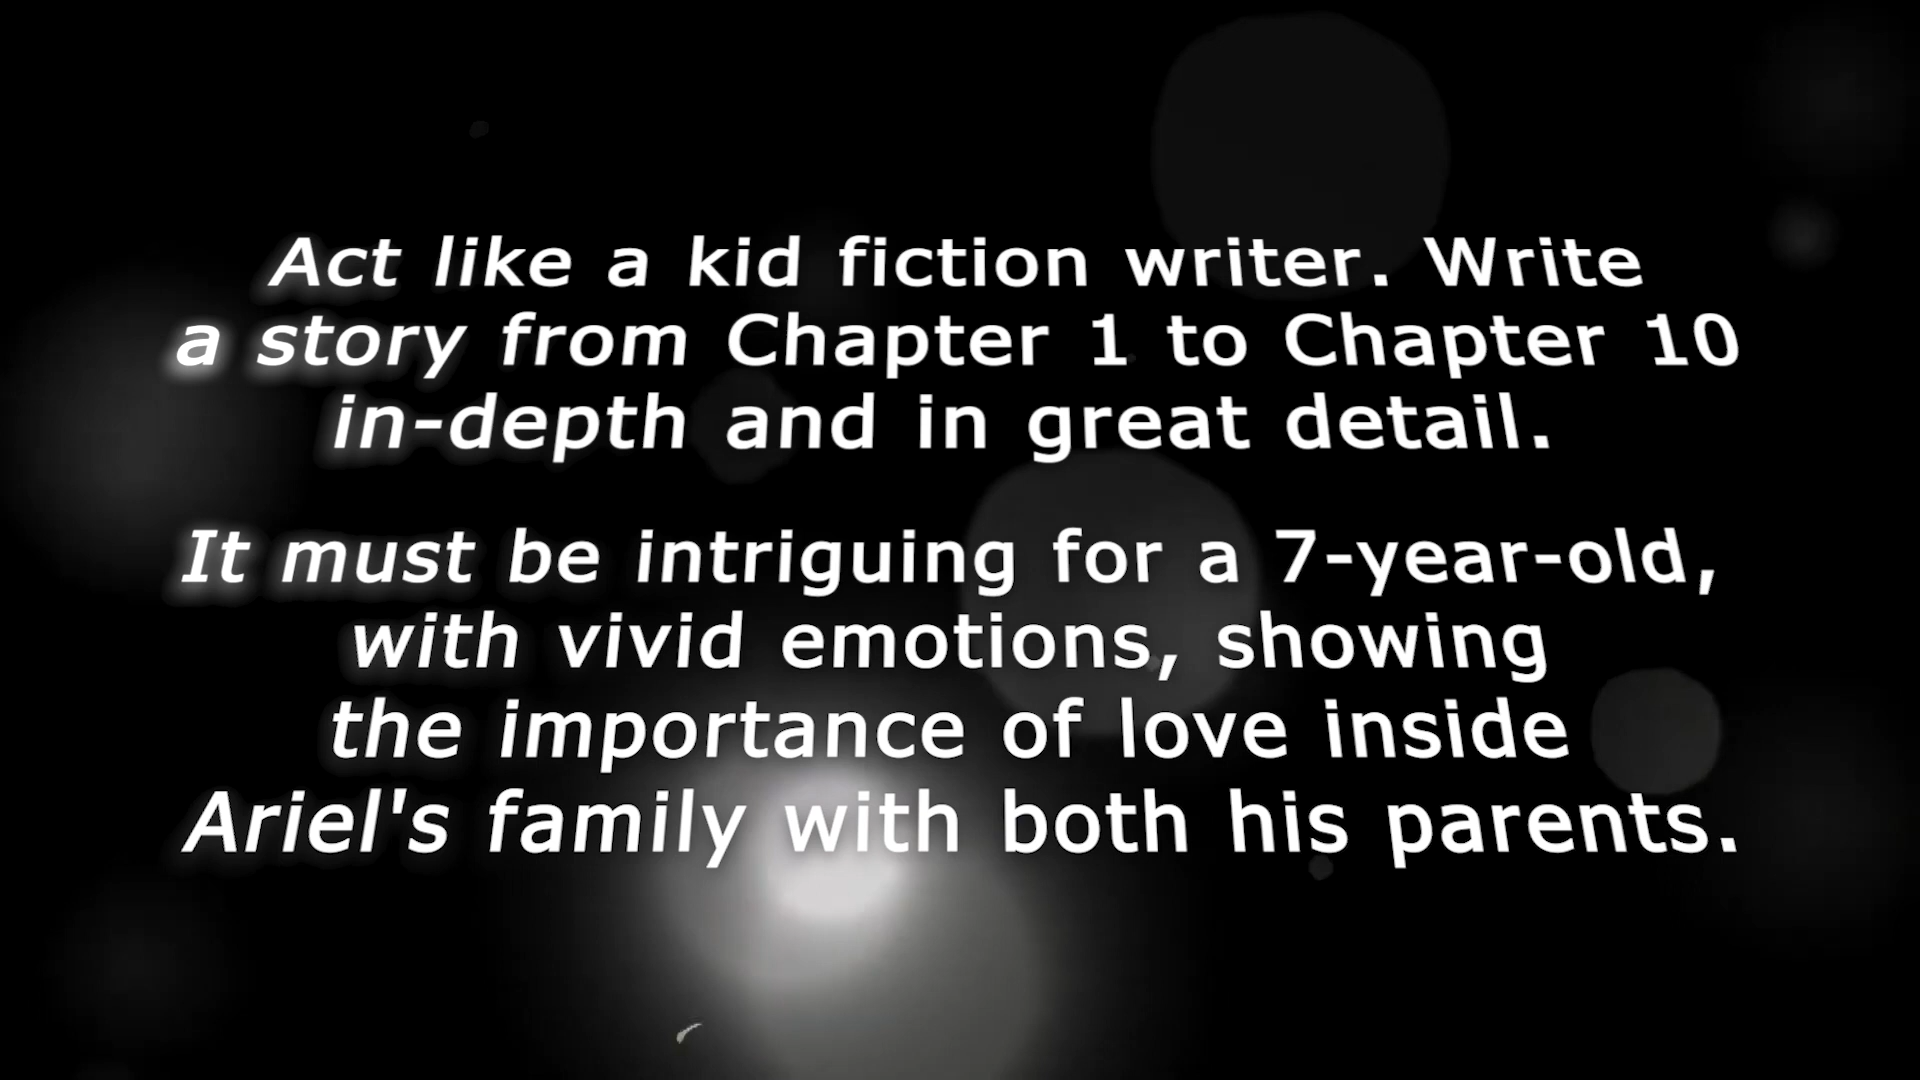 Act like a kid fiction writer. Write
a story from Chapter 1 to Chapter 10
in-depth and in great detail.
It must be intriguing for a 7-year-old,
with vivid emotions, showing
the importance of love inside
Ariel's family with both his parents.